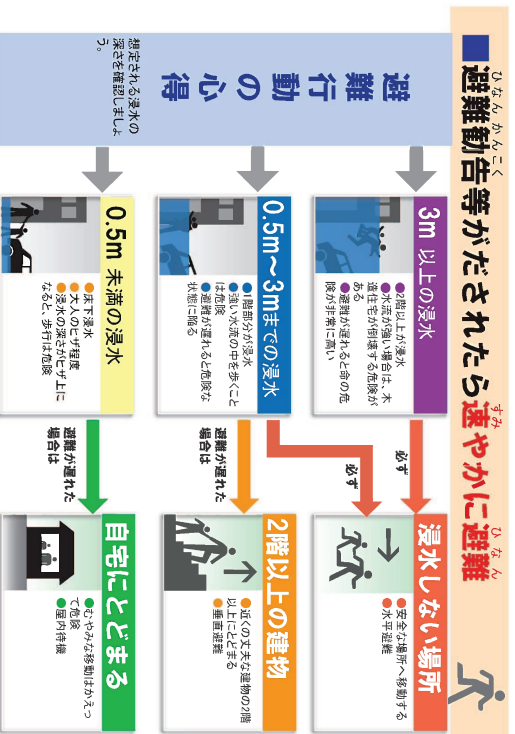 ■避難勧告等がだされたら速やかに避難
ひなんかんこく
すみ
ひなん
避難行動の心得
想定される浸水の
深さを確認しましょ
う。
3m 以上の浸水
●2階以上が浸水
●水流が強い場合は、木
造住宅が倒壊する危険が
ある
●避難が遅れると命の危
険が非常に高い
必ず
浸水しない場所
●安全な場所へ移動する
●水平避難
0.5m～3mまでの浸水
●1階部分が浸水
●強い水流の中を歩くこと
は危険
●避難が遅れると危険な
状態に陥る
必ず
避難が遅れた
場合は
2階以上の建物
●近くの丈夫な建物の2階
以上にとどまる
●垂直避難
0.5m 未満の浸水
●床下浸水
●大人のヒザ程度
●浸水の深さがヒザ上に
なると、歩行は危険
避難が遅れた
場合は
自宅にとどまる
●むやみな移動はかえっ
て危険
●屋内待機